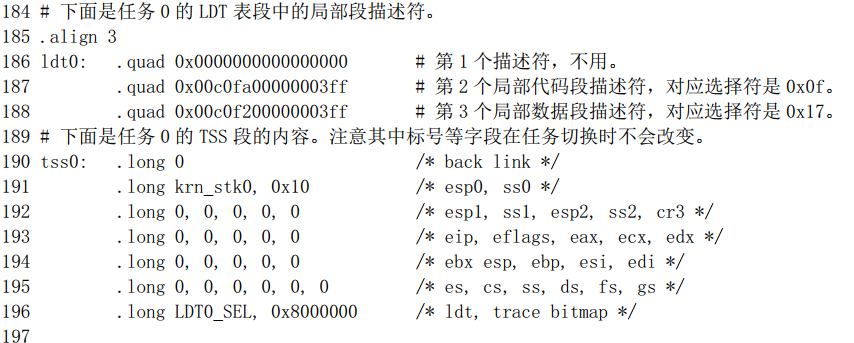 184 # 下面是任务 0 的 LDT 表段中的局部段描述符。
185 .align 3
186 ldt0: .quad 0x0000000000000000 # 第 1 个描述符，不用。
187 .quad 0x00c0fa00000003ff # 第 2 个局部代码段描述符，对应选择符是 0x0f。
188 .quad 0x00c0f200000003ff # 第 3 个局部数据段描述符，对应选择符是 0x17。
189 # 下面是任务 0 的 TSS 段的内容。注意其中标号等字段在任务切换时不会改变。
190 tss0: .long 0 /* back link */
191 .long krn_stk0, 0x10 /* esp0, ss0 */
192 .long 0, 0, 0, 0, 0 /* esp1, ss1, esp2, ss2, cr3 */
193 .long 0, 0, 0, 0, 0 /* eip, eflags, eax, ecx, edx */
194 .long 0, 0, 0, 0, 0 /* ebx esp, ebp, esi, edi */
195 .long 0, 0, 0, 0, 0, 0 /* es, cs, ss, ds, fs, gs */
196 .long LDT0_SEL, 0x8000000 /* ldt, trace bitmap */
197